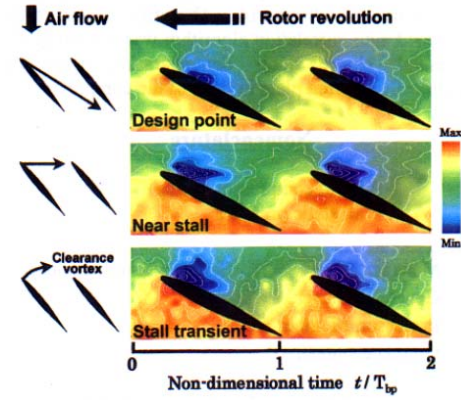 Air flow
Rotor revolution
Design point
Max
Near stall
Min
Clearance
vortex
Stall transient
0
1
2
Non-dimensional time t/T_bp